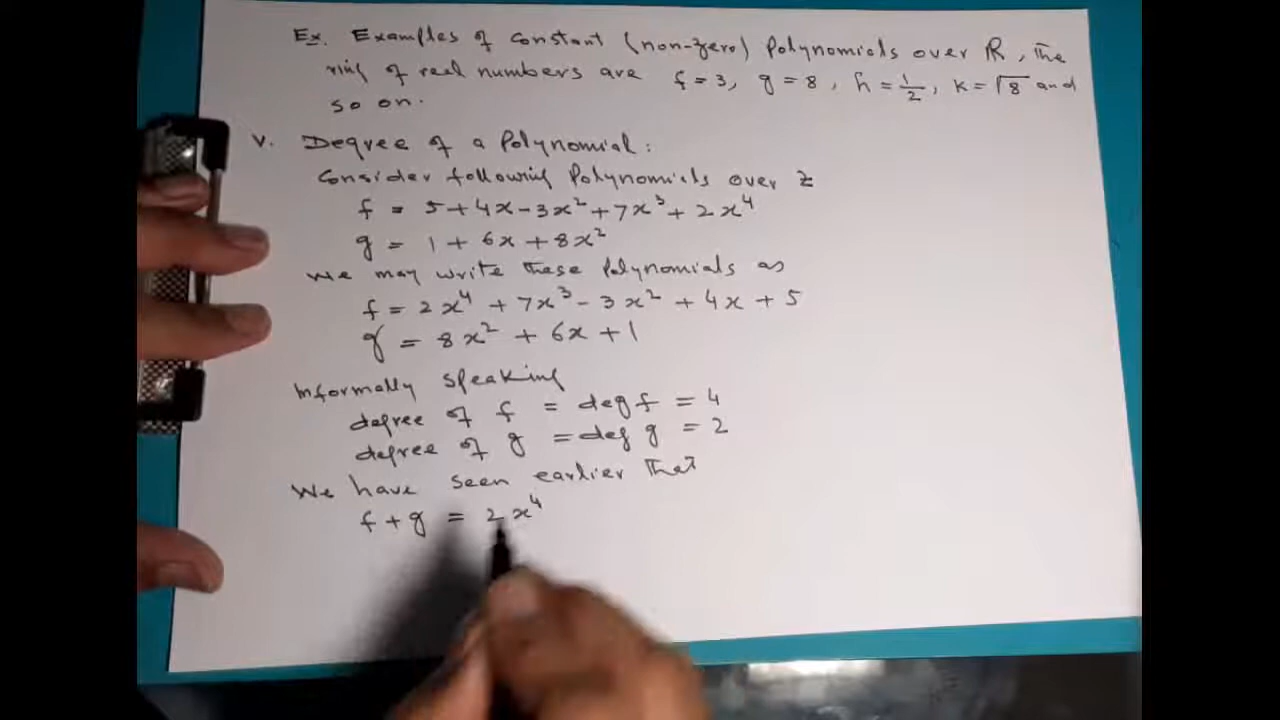 Ex. Examples of constant (non-zero) Polynomials over R, the
ring of real numbers are f = 3, g = 8, h = 1/2, k = √8 and
so on.
V. Degree of a Polynomial:
Consider following Polynomials over Z
f = 5 + 4x - 3x² + 7x³ + 2x⁴
g = 1 + 6x + 8x²
We may write these Polynomials as
f = 2x⁴ + 7x³ - 3x² + 4x + 5
g = 8x² + 6x + 1
Informally speaking
degree of f = deg f = 4
degree of g = deg g = 2
We have seen earlier that
f + g = 2x⁴